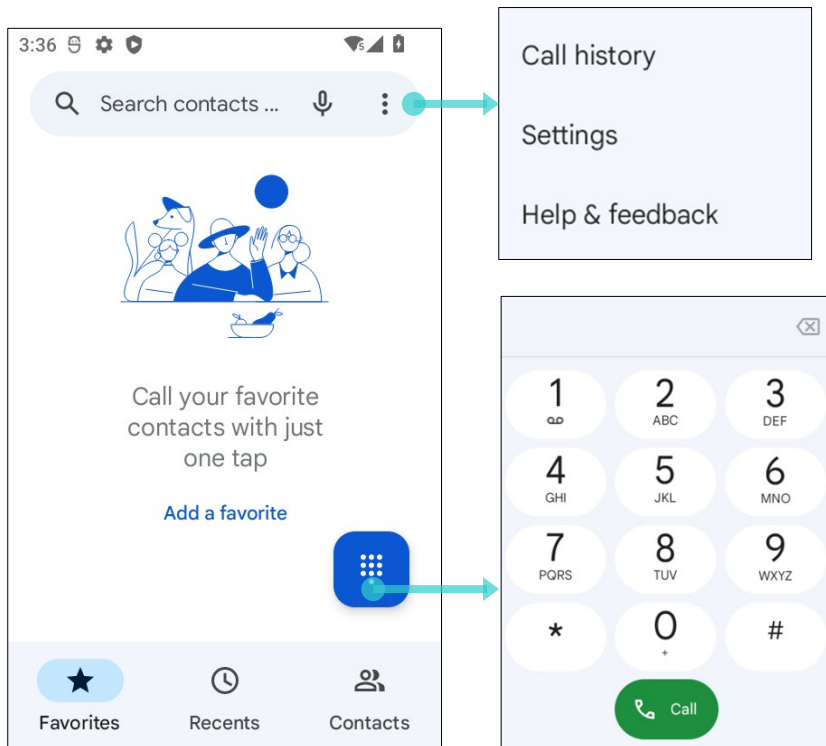 3:36
Search contacts ...
Call your favorite
contacts with just
one tap
Add a favorite
Favorites Recents Contacts
Call history
Settings
Help & feedback
1 2 3
ABC DEF
4 5 6
GHI JKL MNO
7 8 9
PQRS TUV WXYZ
* 0 #
+
Call